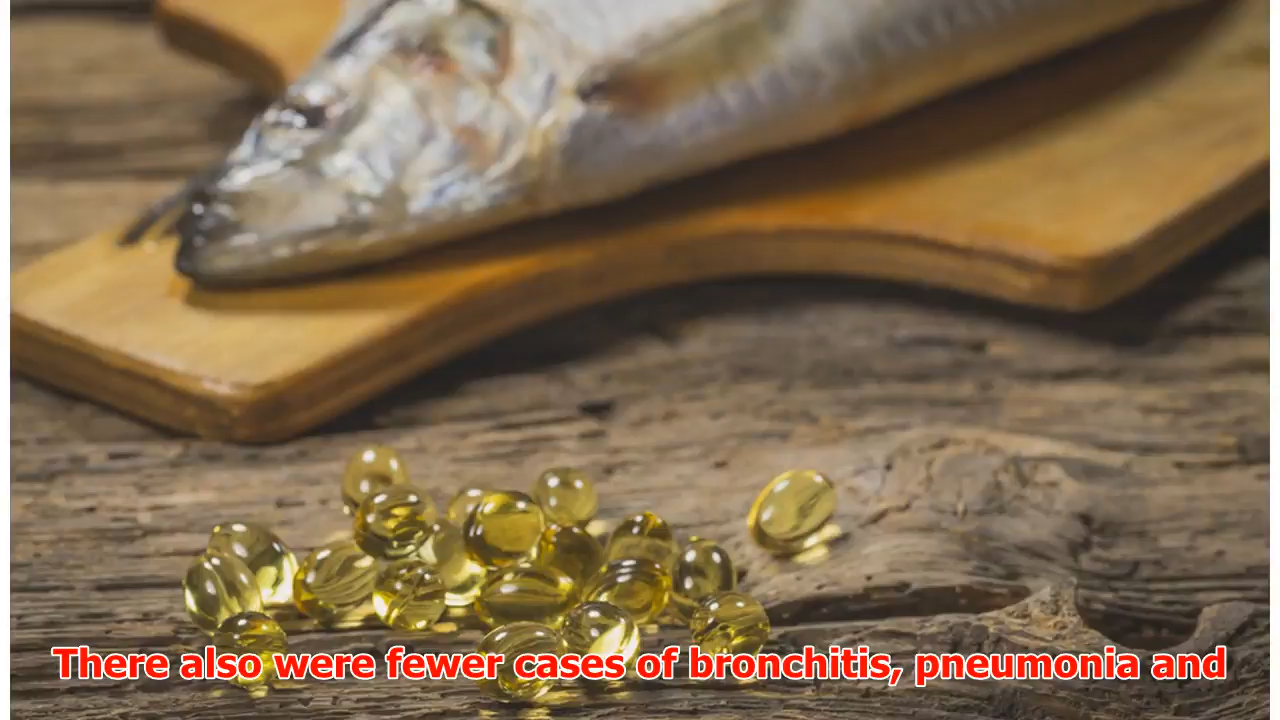 There also were fewer cases of bronchitis, pneumonia and